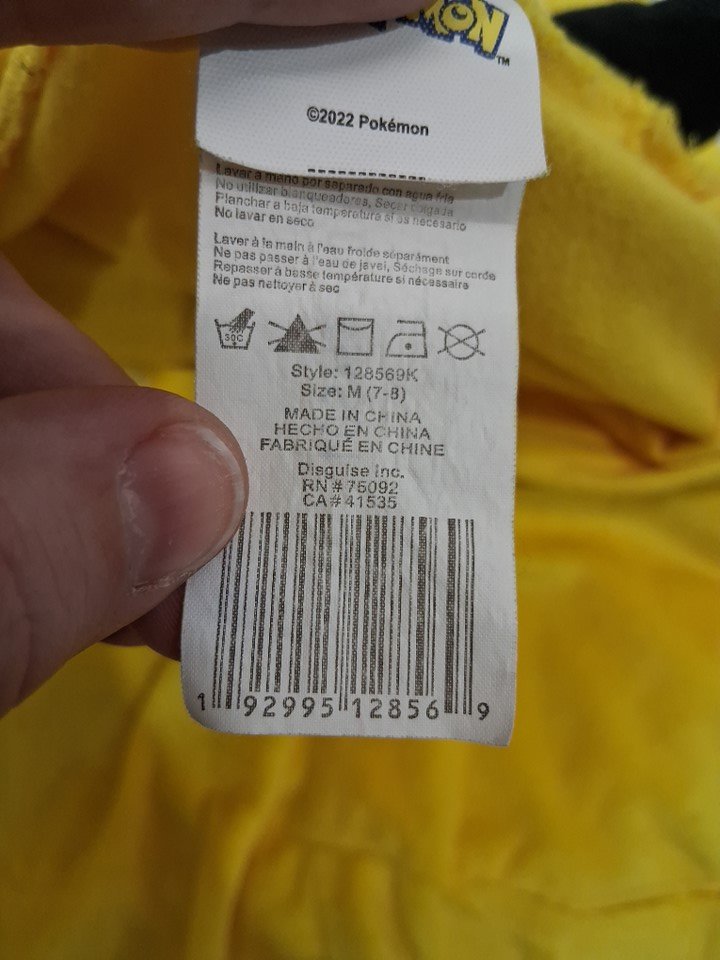 TM
©2022 Pokémon
Lavar a mano por separado con agua fria
No utilizar blanqueadores, Secar colgada
Planchar a baja temperatura si es necesario
No lavar en seco
Laver à la main à l'eau froide séparément
Ne pas passer à l'eau de javel, Séchage sur corde
Repasser à basse température si nécessaire
Ne pas nettoyer à sec
30C
Style: 128569K
Size: M (7-8)
MADE IN CHINA
HECHO EN CHINA
FABRIQUÉ EN CHINE
Disguise Inc.
RN # 75092
CA# 41535
1 92995 12856 9